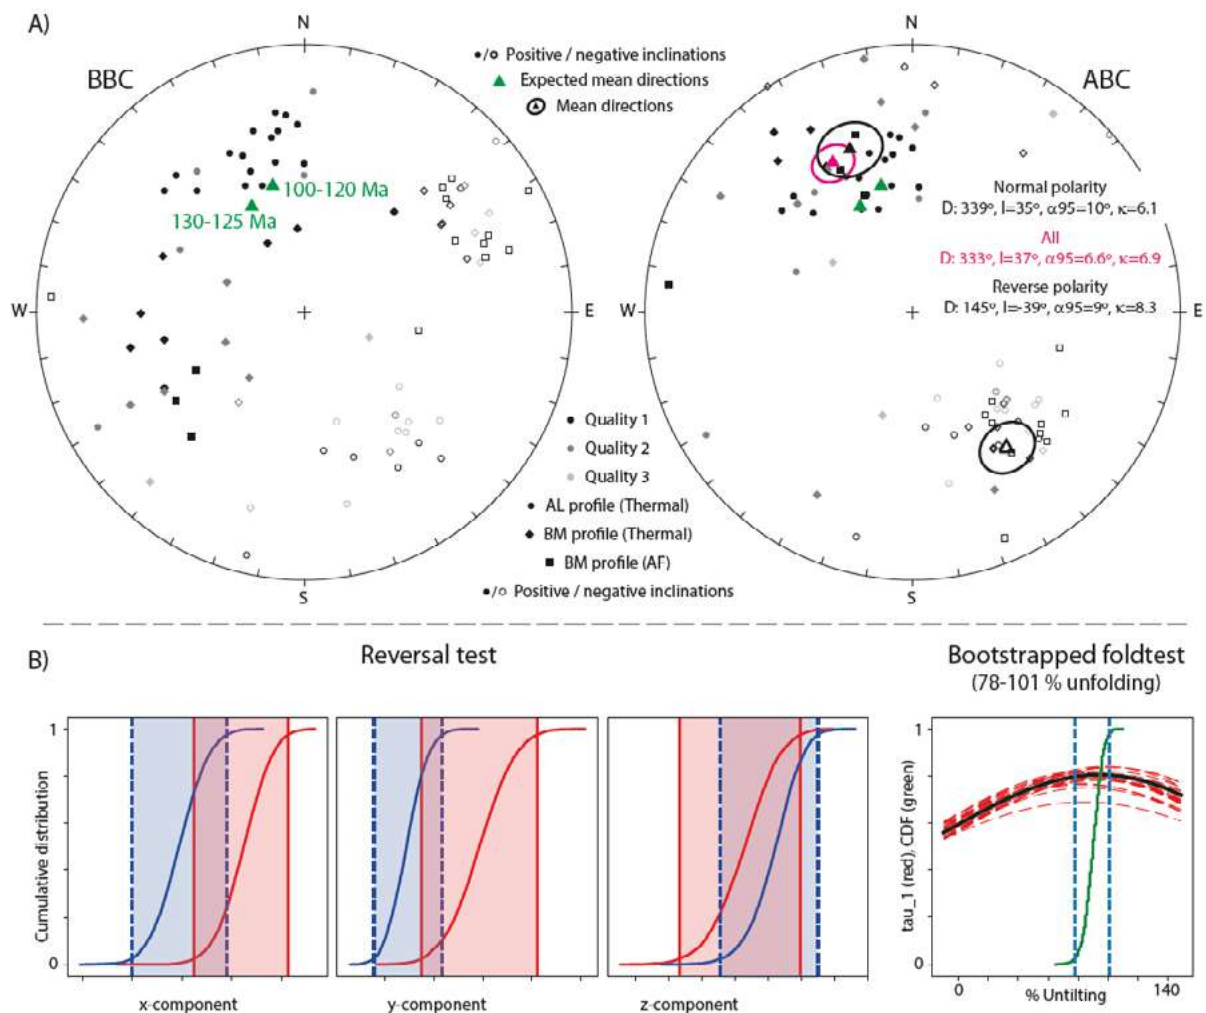 A)
BBC
N
W
E
S
100-120 Ma
130-125 Ma
●/○ Positive / negative inclinations
Expected mean directions
Mean directions
ABC
N
W
E
S
Normal polarity
D: 339º, I=35º, α95=10º, κ=6.1
All
D: 333º, I=37º, α95=6.6º, κ=6.9
Reverse polarity
D: 145º, I=-39º, α95=9º, κ=8.3
Quality 1
Quality 2
Quality 3
AL profile (Thermal)
BM profile (Thermal)
BM profile (AF)
●/○ Positive / negative inclinations
B)
Reversal test
Bootstrapped foldtest
(78-101 % unfolding)
Cumulative distribution
1
0
x-component
y-component
z-component
tau_1 (red), CDF (green)
1
0
0
140
% Untilting